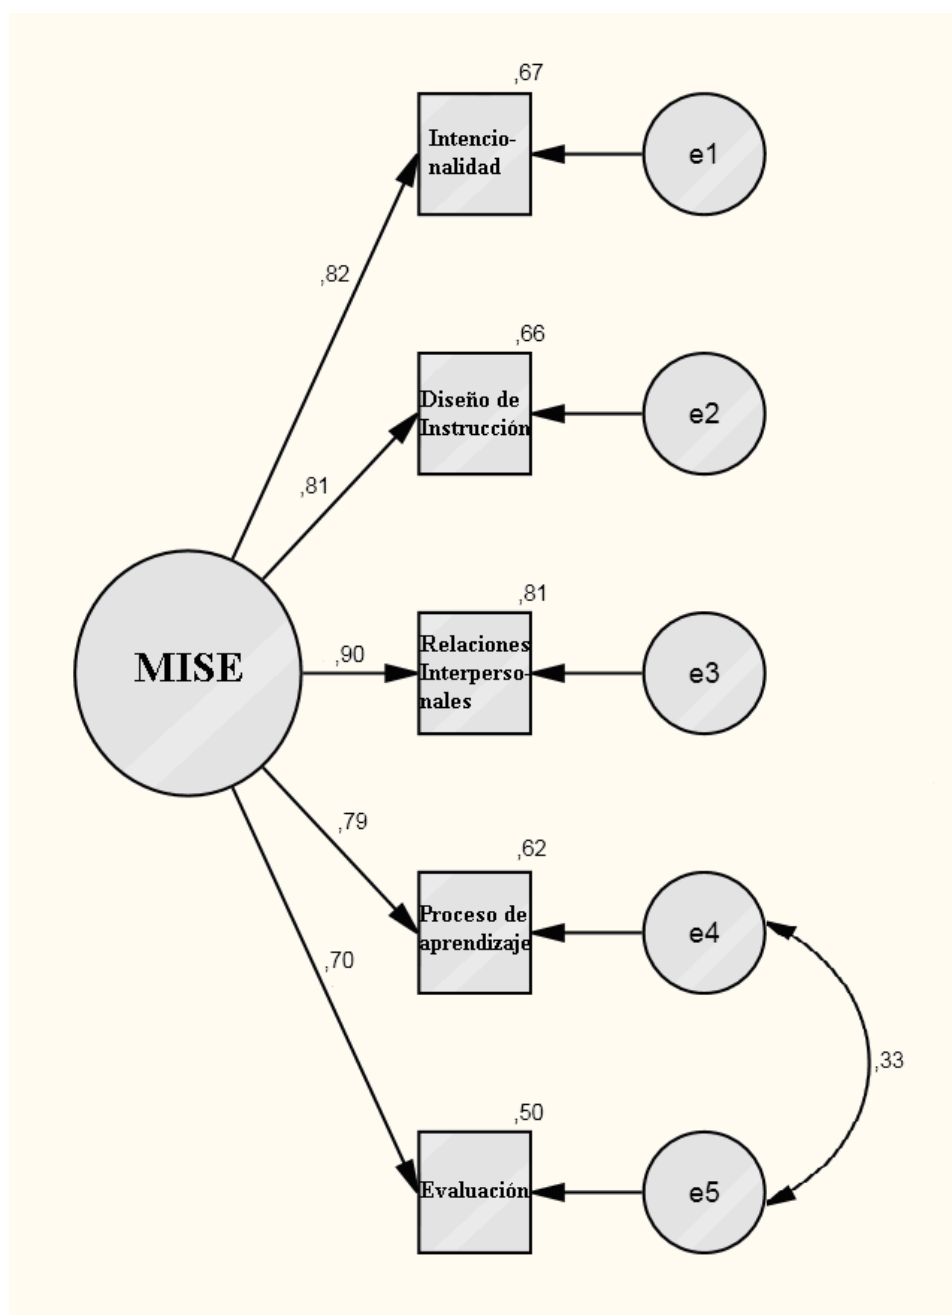 ,67
Intencio-
nalidad
e1
,82
,66
Diseño de
Instrucción
e2
,81
,81
Relaciones
Interperso-
nales
e3
MISE
,90
,79
,62
Proceso de
aprendizaje
e4
,70
,33
,50
Evaluación
e5